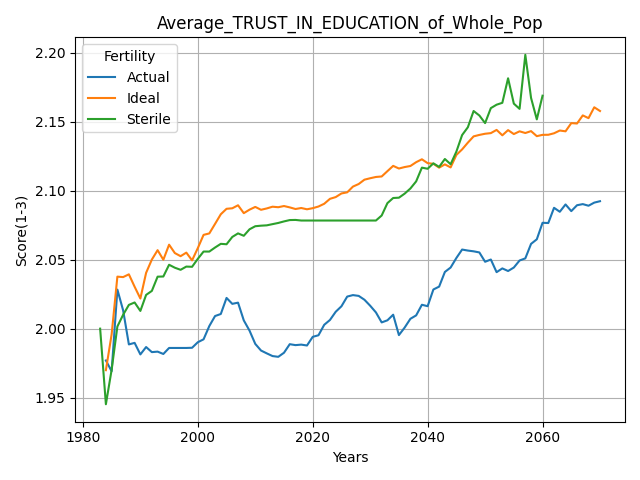 Average_TRUST_IN_EDUCATION_of_Whole_Pop
Fertility
Actual
Ideal
Sterile
2.20
2.15
2.10
2.05
2.00
1.95
Score(1-3)
1980
2000
2020
2040
2060
Years